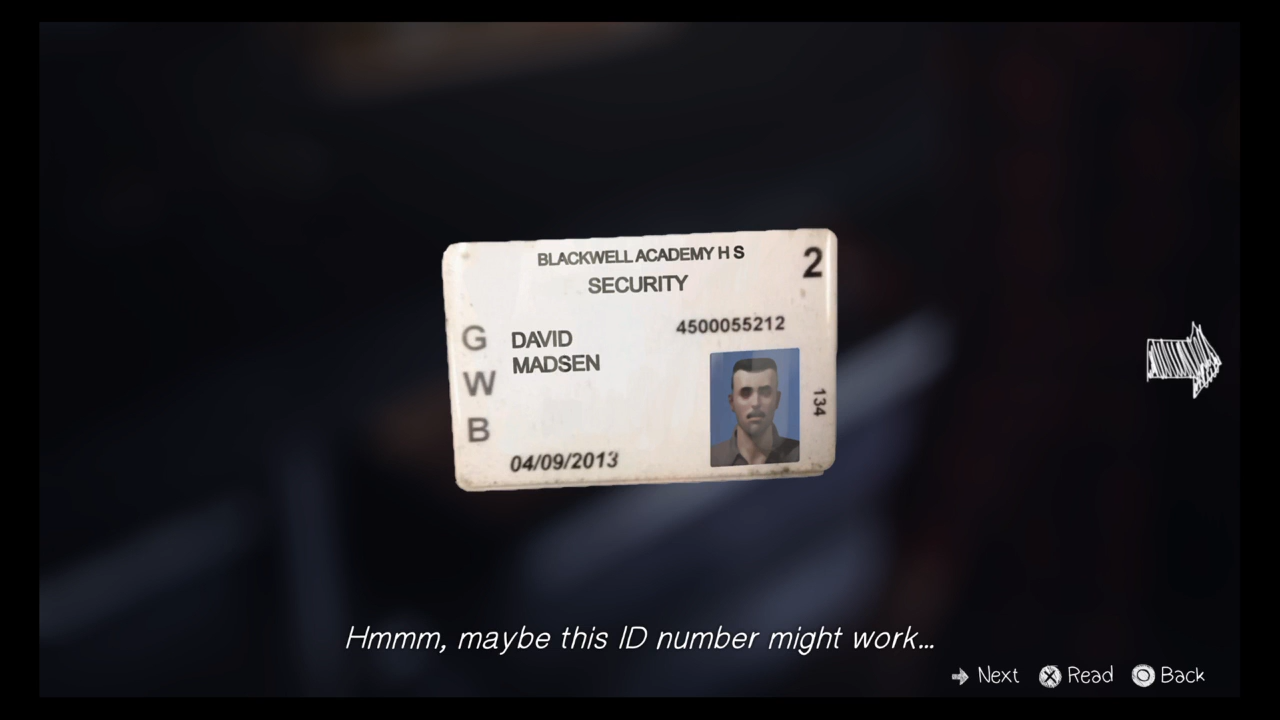 BLACKWELL ACADEMY H S
2
SECURITY
4500055212
G
DAVID
W
MADSEN
B
134
04/09/2013
Hmmm, maybe this ID number might work...
Next
Read
Back